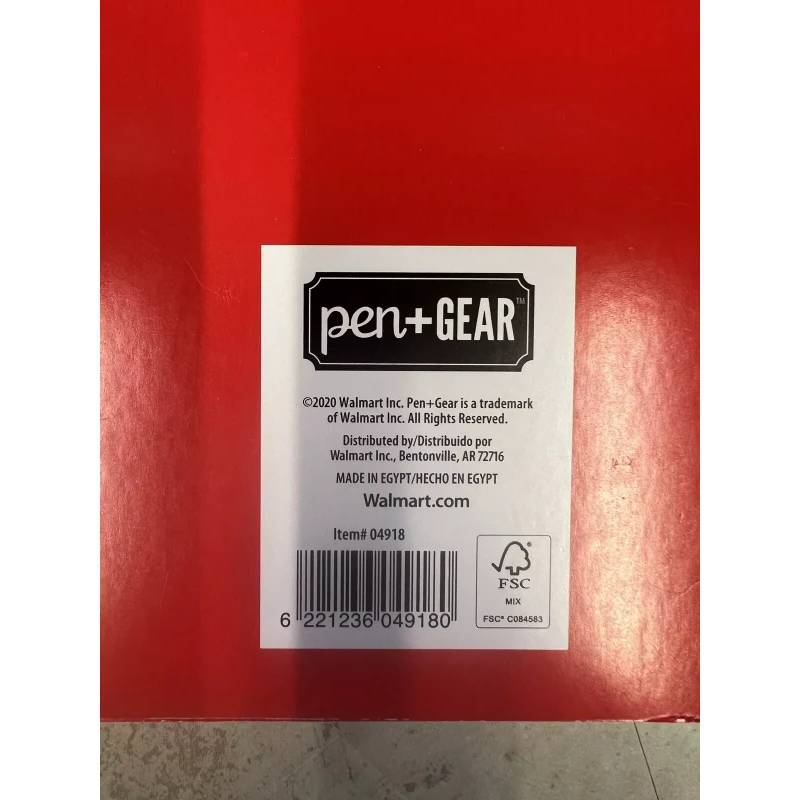 pen+GEAR™
©2020 Walmart Inc. Pen+Gear is a trademark
of Walmart Inc. All Rights Reserved.
Distributed by/Distribuido por
Walmart Inc., Bentonville, AR 72716
MADE IN EGYPT/HECHO EN EGYPT
Walmart.com
Item# 04918
6 221236 049180
®
FSC
MIX
FSC® C084583